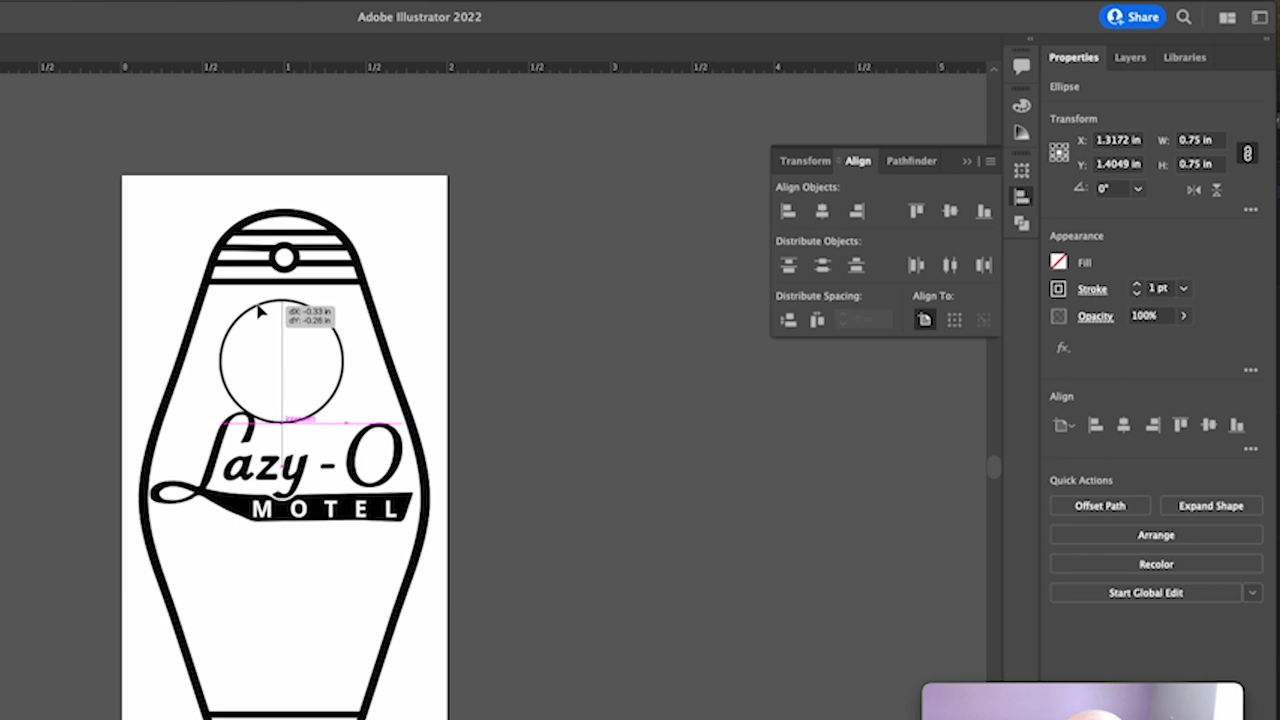 Adobe Illustrator 2022
Share
1/2 0 1/2 1 1/2 2 1/2 3 1/2 4 1/2 5
Properties Layers Libraries
Ellipse
Transform
X: 1.3172 in W: 0.75 in
Y: 1.4049 in H: 0.75 in
0°
Transform Align Pathfinder
Align Objects:
Distribute Objects:
Distribute Spacing: Align To:
Appearance
Fill
Stroke 1 pt
Opacity 100%
fx.
Align
Quick Actions
Offset Path Expand Shape
Arrange
Recolor
Start Global Edit
dX: -0.33 in
dY: -0.26 in
Lazy - O
MOTEL